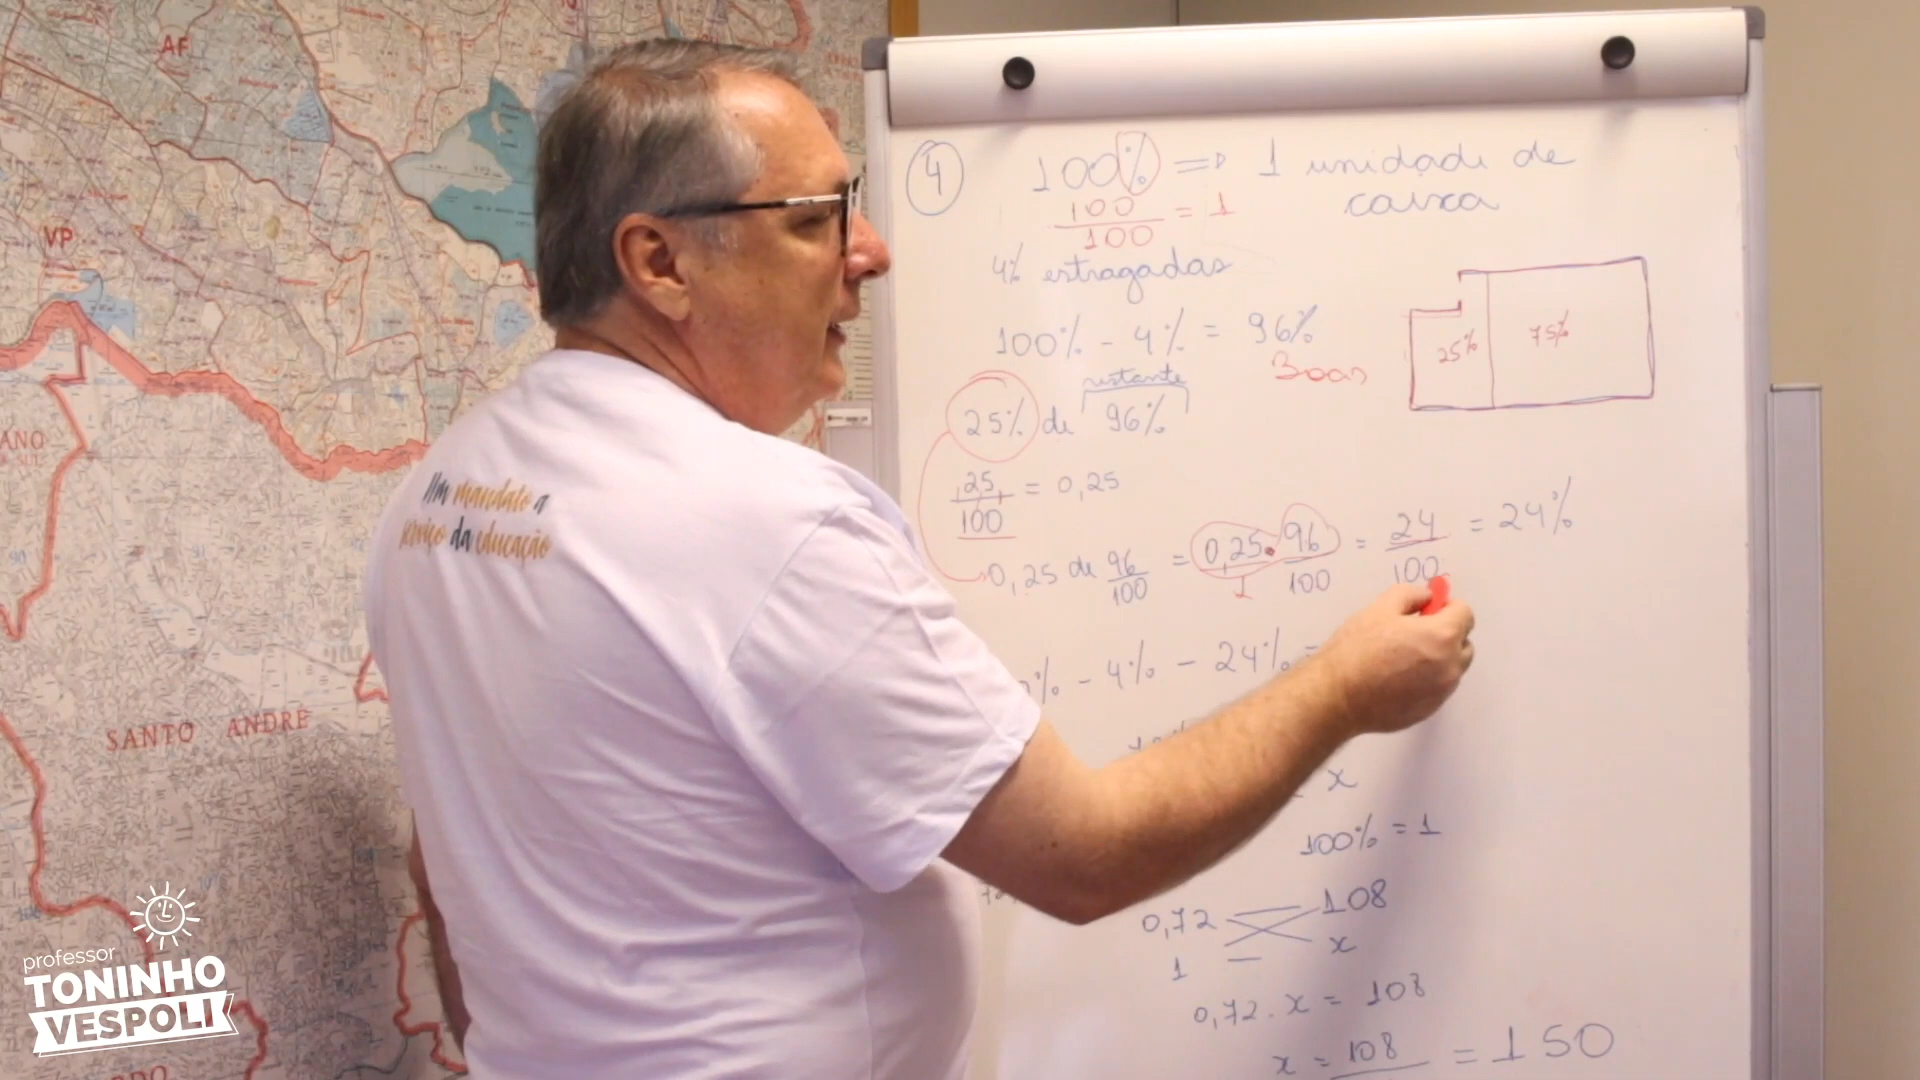 AF
VP
SANTO ANDRE
Um mandato a
serviço da educação
professor
TONINHO
VESPOLI
4
100% => 1 unidade de
caixa
100/100 = 1
4% estragadas
100% - 4% = 96%
Boas
25% 75%
restante
25% de 96%
25/100 = 0,25
0,25 de 96/100 = 0,25/1 . 96/100 = 24/100 = 24%
% - 4% - 24% =
x
100% = 1
0,72 108
1 x
0,72 . x = 108
x = 108 = 150